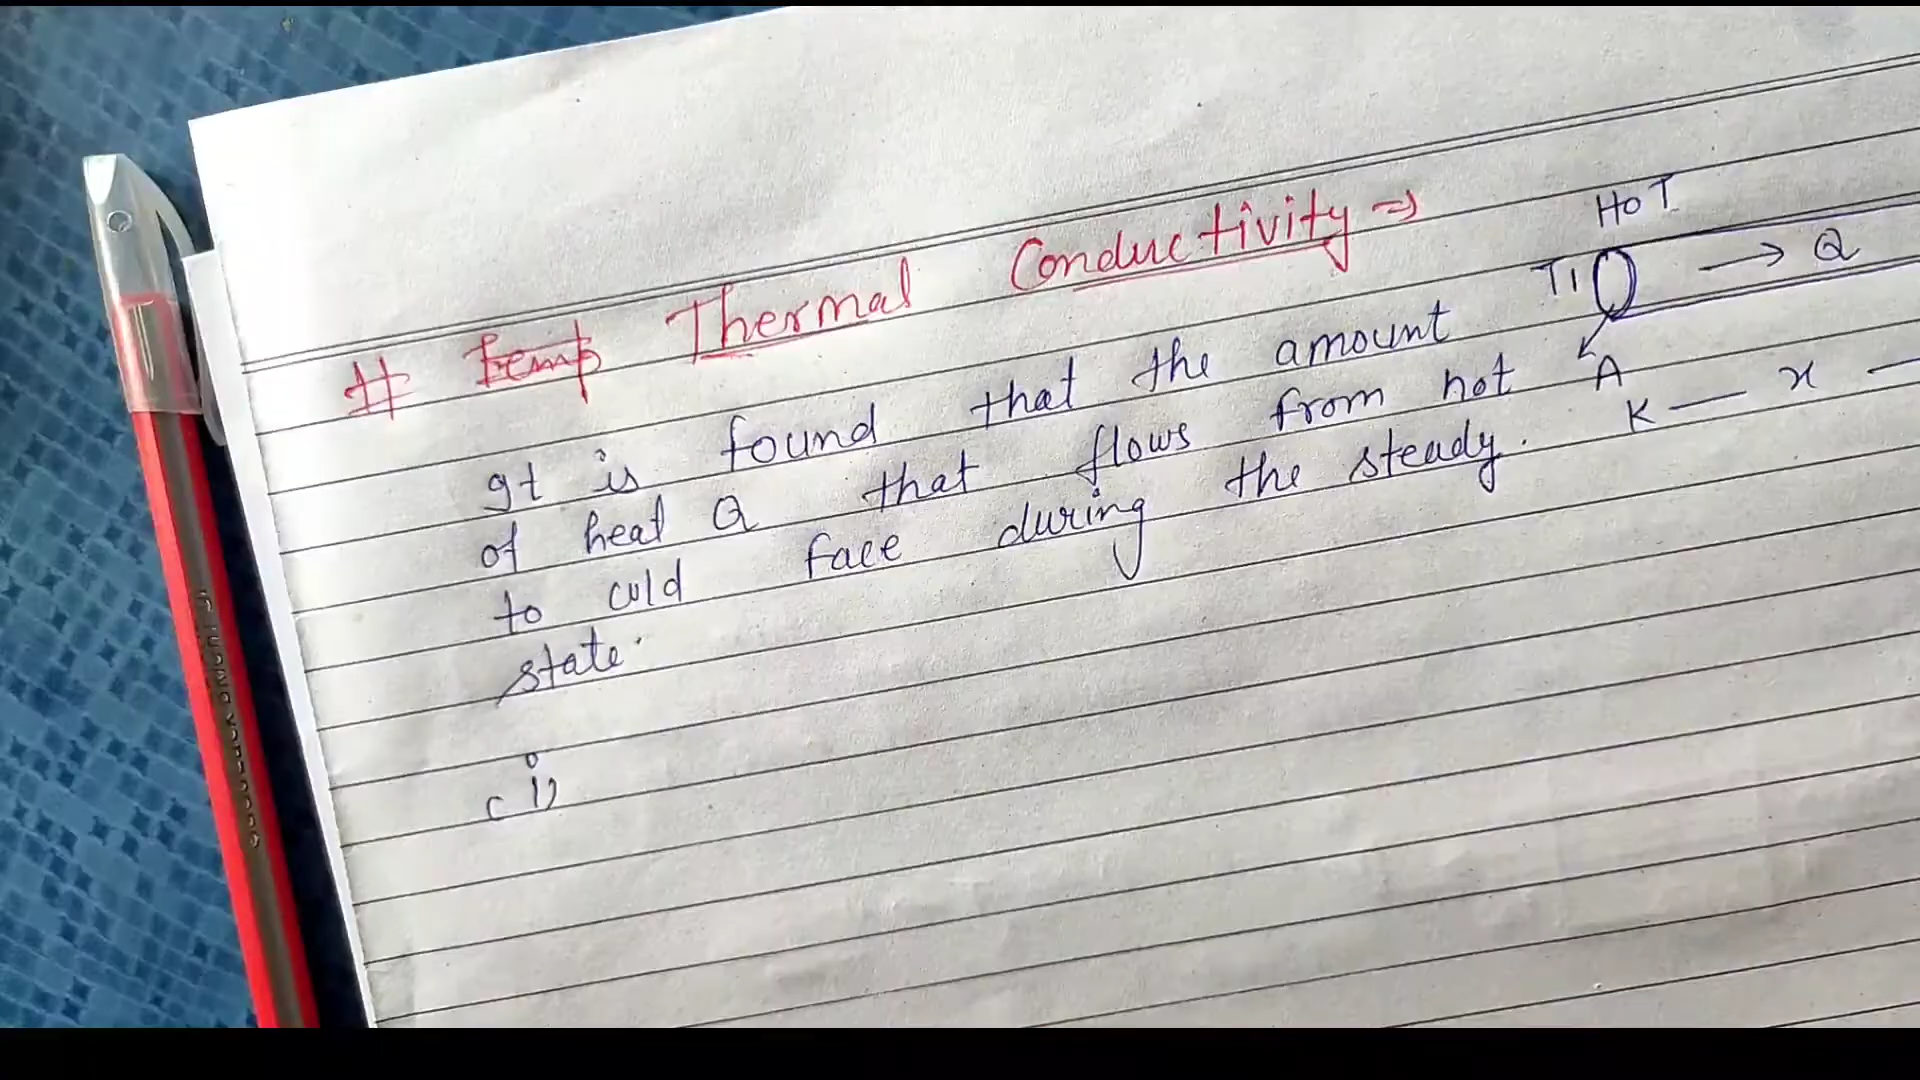 # Temp Thermal Conductivity ⇒
It is found that the amount
of heat Q that flows from hot
to cold face during the steady.
state.
(i)
HOT
T1 → Q
A
K — x —